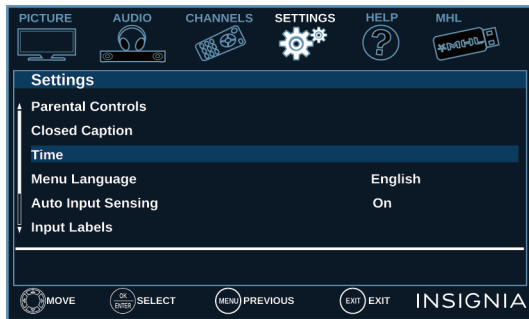 PICTURE AUDIO CHANNELS SETTINGS HELP MHL
MHL
Settings
Parental Controls
Closed Caption
Time
Menu Language English
Auto Input Sensing On
Input Labels
MOVE OK ENTER SELECT MENU PREVIOUS EXIT EXIT INSIGNIA